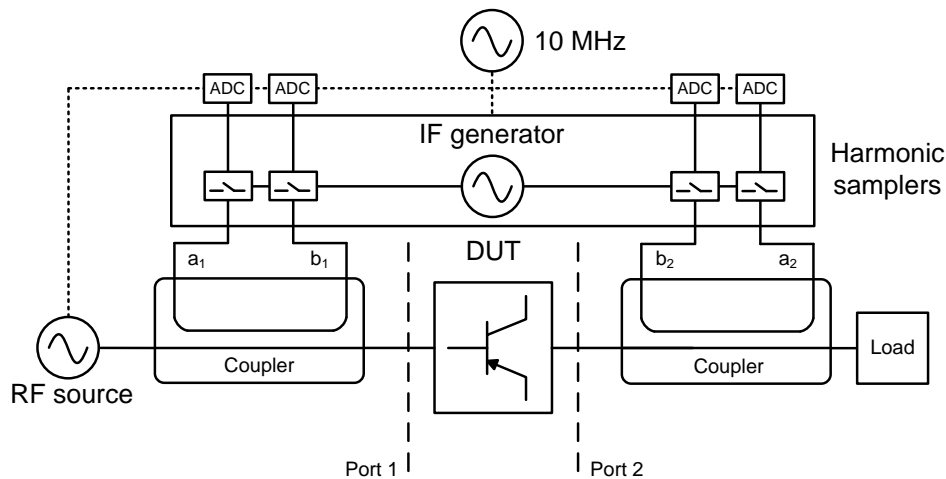 10 MHz
ADC
ADC
ADC
ADC
IF generator
Harmonic
samplers
a₁
b₁
DUT
b₂
a₂
Coupler
Coupler
Load
RF source
Port 1
Port 2